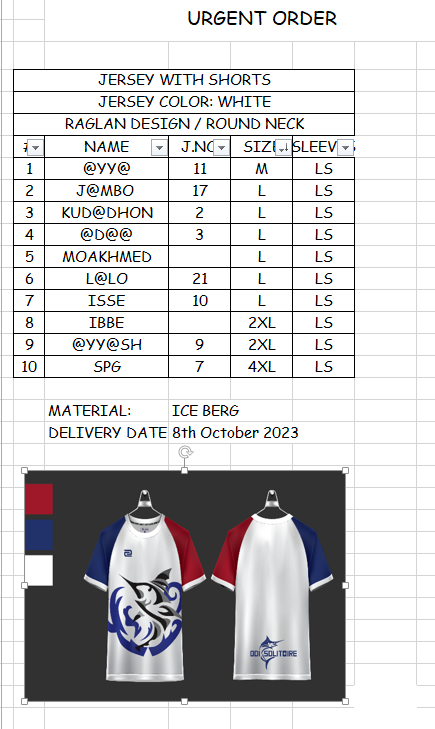 URGENT ORDER
JERSEY WITH SHORTS
JERSEY COLOR: WHITE
RAGLAN DESIGN / ROUND NECK
NAME J.NO SIZE SLEEVES
1 @YY@ 11 M LS
2 J@MBO 17 L LS
3 KUD@DHON 2 L LS
4 @D@@ 3 L LS
5 MOAKHMED L LS
6 L@LO 21 L LS
7 ISSE 10 L LS
8 IBBE 2XL LS
9 @YY@SH 9 2XL LS
10 SPG 7 4XL LS
MATERIAL: ICE BERG
DELIVERY DATE 8th October 2023
ODI SOLITAIRE